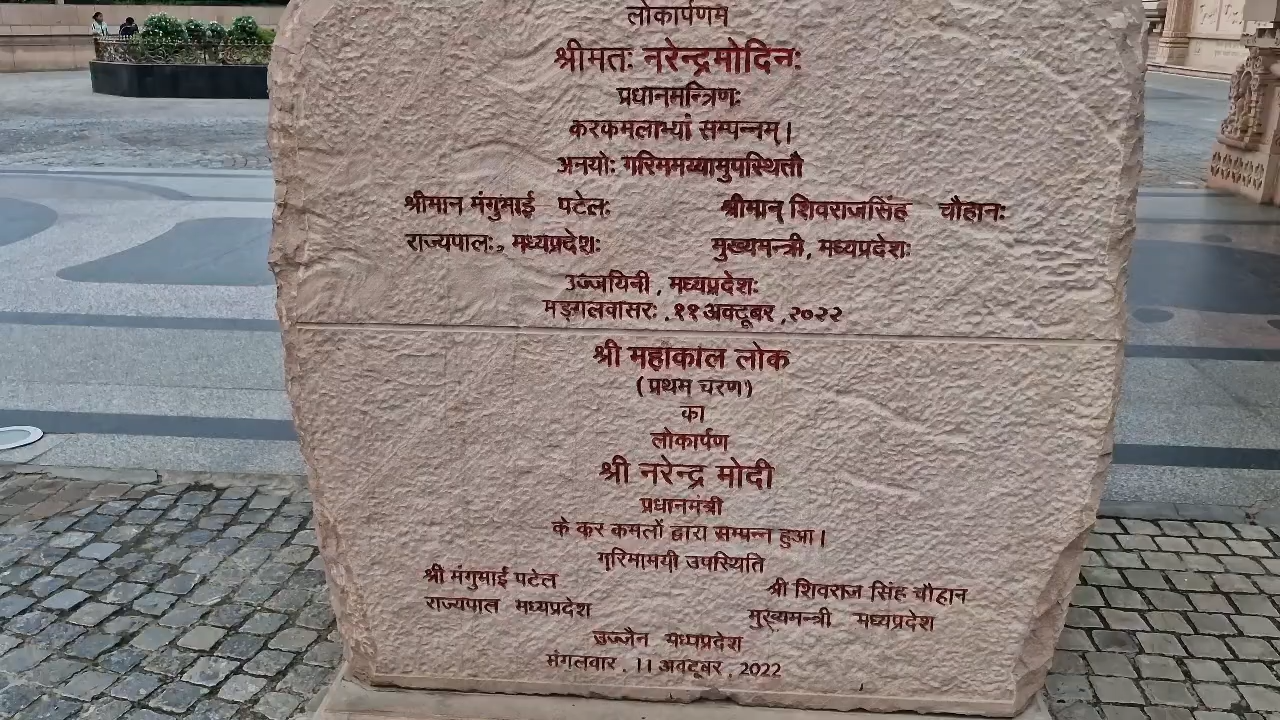 लोकार्पणम
श्रीमतः नरेन्द्रमोदिनः
प्रधानमन्त्रिणः
करकमलाभ्यां सम्पन्नम्।
अनयोः गरिममय्यामुपस्थितौ
श्रीमान मंगुभाई पटेलः श्रीमान् शिवराजसिंह चौहानः
राज्यपालः, मध्यप्रदेशः मुख्यमन्त्री, मध्यप्रदेशः
उज्जयिनी, मध्यप्रदेशः
मङ्गलवासरः, ११ अक्टूबर, २०२२
श्री महाकाल लोक
(प्रथम चरण)
का
लोकार्पण
श्री नरेन्द्र मोदी
प्रधानमंत्री
के कर कमलों द्वारा सम्पन्न हुआ।
गरिमामयी उपस्थिति
श्री मंगुभाई पटेल श्री शिवराज सिंह चौहान
राज्यपाल मध्यप्रदेश मुख्यमन्त्री मध्यप्रदेश
उज्जैन मध्यप्रदेश
मंगलवार, 11 अक्टूबर, 2022